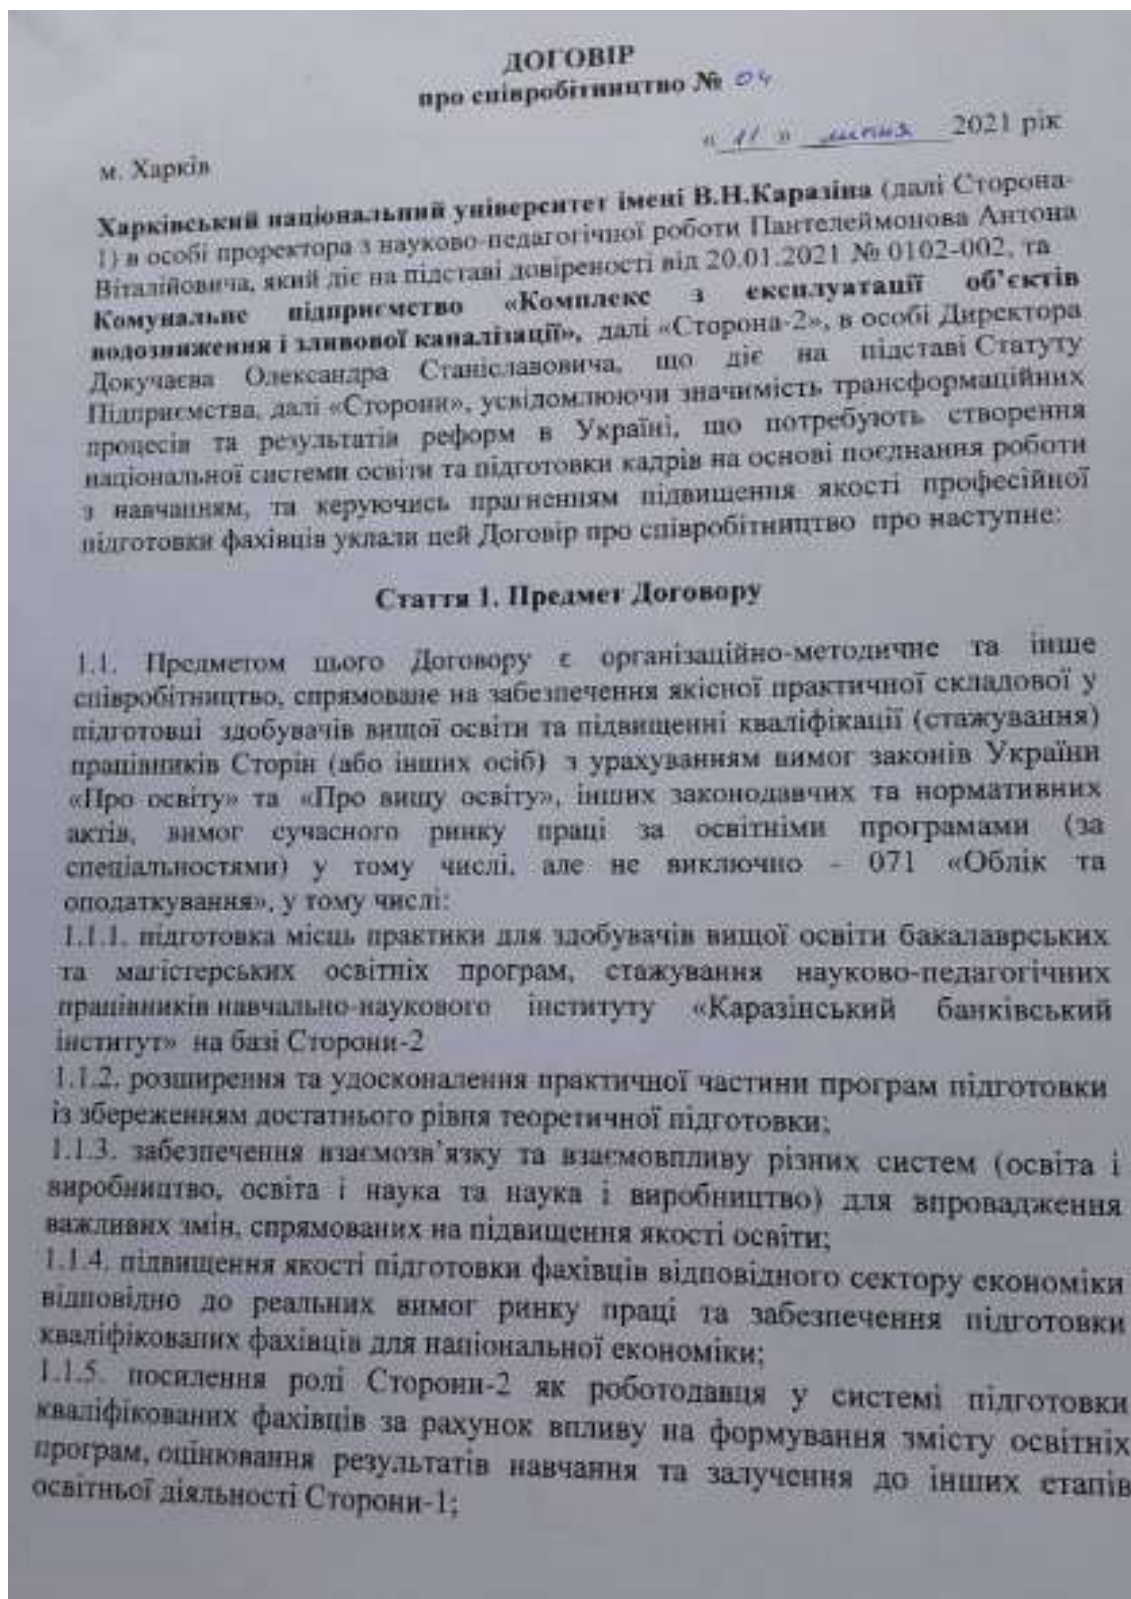 ДОГОВІР
про співробітництво № 04
« 11 » липня 2021 рік
м. Харків
Харківський національний університет імені В.Н.Каразіна (далі Сторона-
1) в особі проректора з науково-педагогічної роботи Пантелеймонова Антона
Віталійовича, який діє на підставі довіреності від 20.01.2021 № 0102-002, та
Комунальне підприємство «Комплекс з експлуатації об’єктів
водозниження і зливової каналізації», далі «Сторона-2», в особі Директора
Докучаєва Олександра Станіславовича, що діє на підставі Статуту
Підприємства, далі «Сторони», усвідомлюючи значимість трансформаційних
процесів та результатів реформ в Україні, що потребують створення
національної системи освіти та підготовки кадрів на основі поєднання роботи
з навчанням, та керуючись прагненням підвищення якості професійної
підготовки фахівців уклали цей Договір про співробітництво про наступне:
Стаття 1. Предмет Договору
1.1. Предметом цього Договору є організаційно-методичне та інше
співробітництво, спрямоване на забезпечення якісної практичної складової у
підготовці здобувачів вищої освіти та підвищенні кваліфікації (стажування)
працівників Сторін (або інших осіб) з урахуванням вимог законів України
«Про освіту» та «Про вищу освіту», інших законодавчих та нормативних
актів, вимог сучасного ринку праці за освітніми програмами (за
спеціальностями) у тому числі, але не виключно - 071 «Облік та
оподаткування», у тому числі:
1.1.1. підготовка місць практики для здобувачів вищої освіти бакалаврських
та магістерських освітніх програм, стажування науково-педагогічних
працівників навчально-наукового інституту «Каразінський банківський
інститут» на базі Сторони-2
1.1.2. розширення та удосконалення практичної частини програм підготовки
із збереженням достатнього рівня теоретичної підготовки;
1.1.3. забезпечення взаємозв’язку та взаємовпливу різних систем (освіта і
виробництво, освіта і наука та наука і виробництво) для впровадження
важливих змін, спрямованих на підвищення якості освіти;
1.1.4. підвищення якості підготовки фахівців відповідного сектору економіки
відповідно до реальних вимог ринку праці та забезпечення підготовки
кваліфікованих фахівців для національної економіки;
1.1.5. посилення ролі Сторони-2 як роботодавця у системі підготовки
кваліфікованих фахівців за рахунок впливу на формування змісту освітніх
програм, оцінювання результатів навчання та залучення до інших етапів
освітньої діяльності Сторони-1;